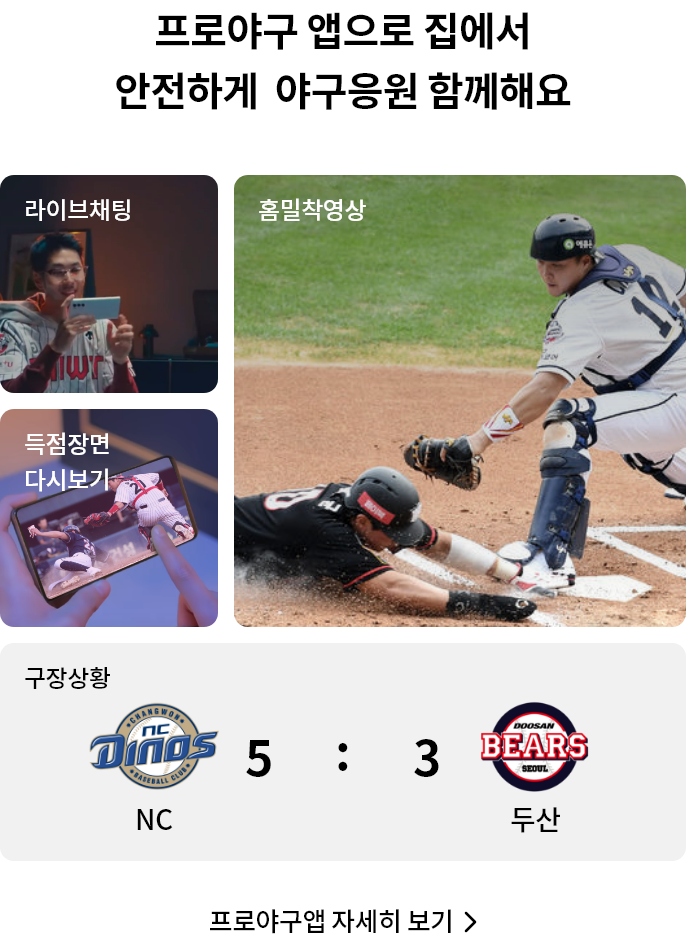 프로야구 앱으로 집에서
안전하게 야구응원 함께해요
라이브채팅
홈밀착영상
득점장면
다시보기
구장상황
CHANGWON
NC
DINOS
BASEBALL CLUB
5 : 3
DOOSAN
BEARS
SEOUL
NC
두산
프로야구앱 자세히 보기 >